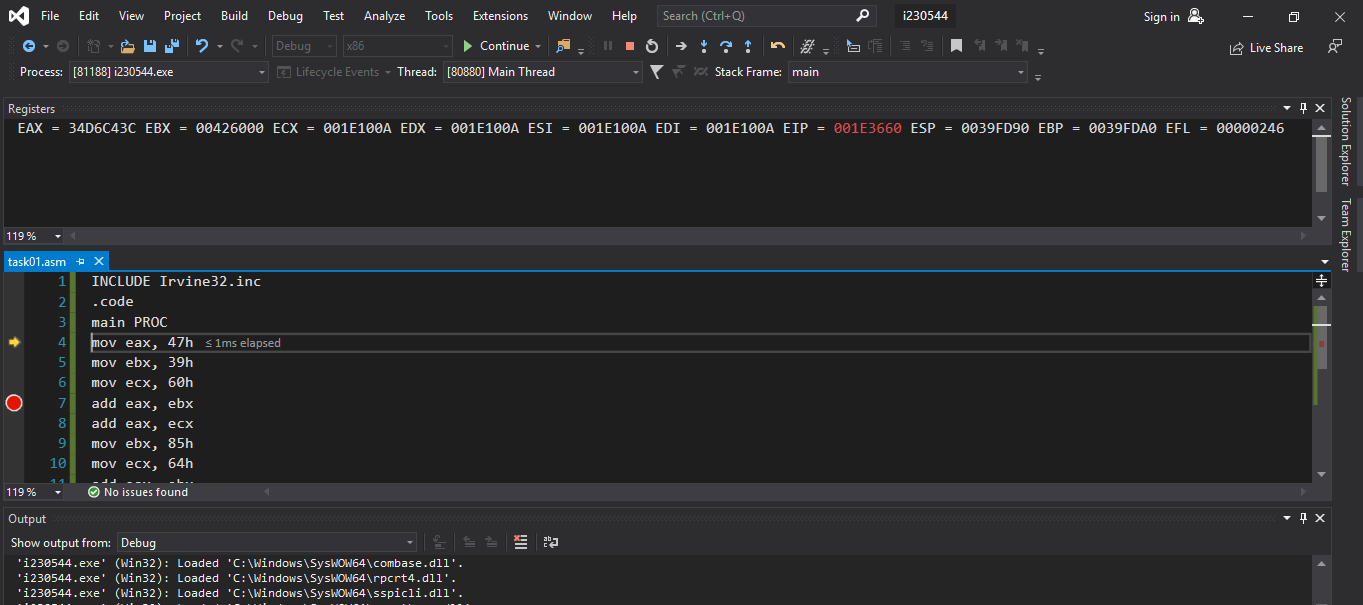 File Edit View Project Build Debug Test Analyze Tools Extensions Window Help Search (Ctrl+Q) i230544 Sign in
Debug x86 Continue Live Share
Process: [81188] i230544.exe Lifecycle Events Thread: [80880] Main Thread Stack Frame: main
Registers
EAX = 34D6C43C EBX = 00426000 ECX = 001E100A EDX = 001E100A ESI = 001E100A EDI = 001E100A EIP = 001E3660 ESP = 0039FD90 EBP = 0039FDA0 EFL = 00000246
119 %
task01.asm
1 INCLUDE Irvine32.inc
2 .code
3 main PROC
4 mov eax, 47h ≤ 1ms elapsed
5 mov ebx, 39h
6 mov ecx, 60h
7 add eax, ebx
8 add eax, ecx
9 mov ebx, 85h
10 mov ecx, 64h
11 add eax, ebx
119 % No issues found
Output
Show output from: Debug
'i230544.exe' (Win32): Loaded 'C:\Windows\SysWOW64\combase.dll'.
'i230544.exe' (Win32): Loaded 'C:\Windows\SysWOW64\rpcrt4.dll'.
'i230544.exe' (Win32): Loaded 'C:\Windows\SysWOW64\sspicli.dll'.
Solution Explorer
Team Explorer